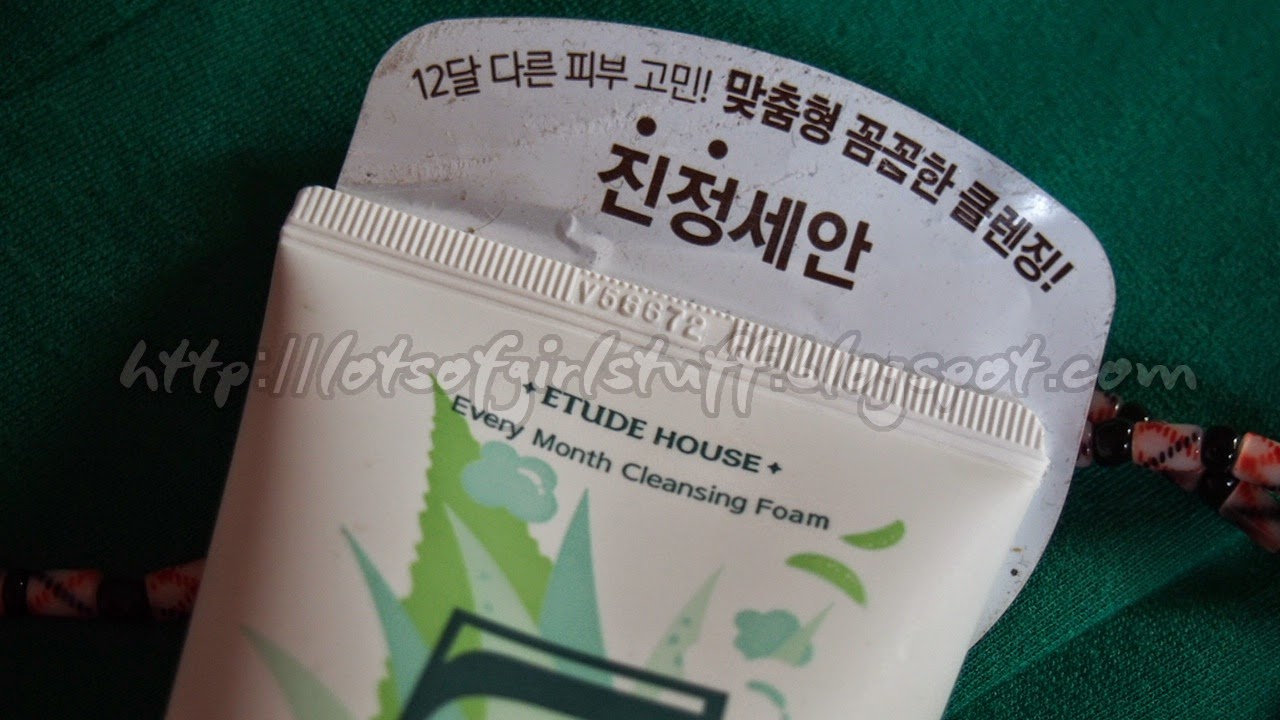 12달 다른 피부 고민! 맞춤형 꼼꼼한 클렌징!
진정세안
Y66672
http://lotsofgirlstuff.blogspot.com
ETUDE HOUSE
Every Month Cleansing Foam